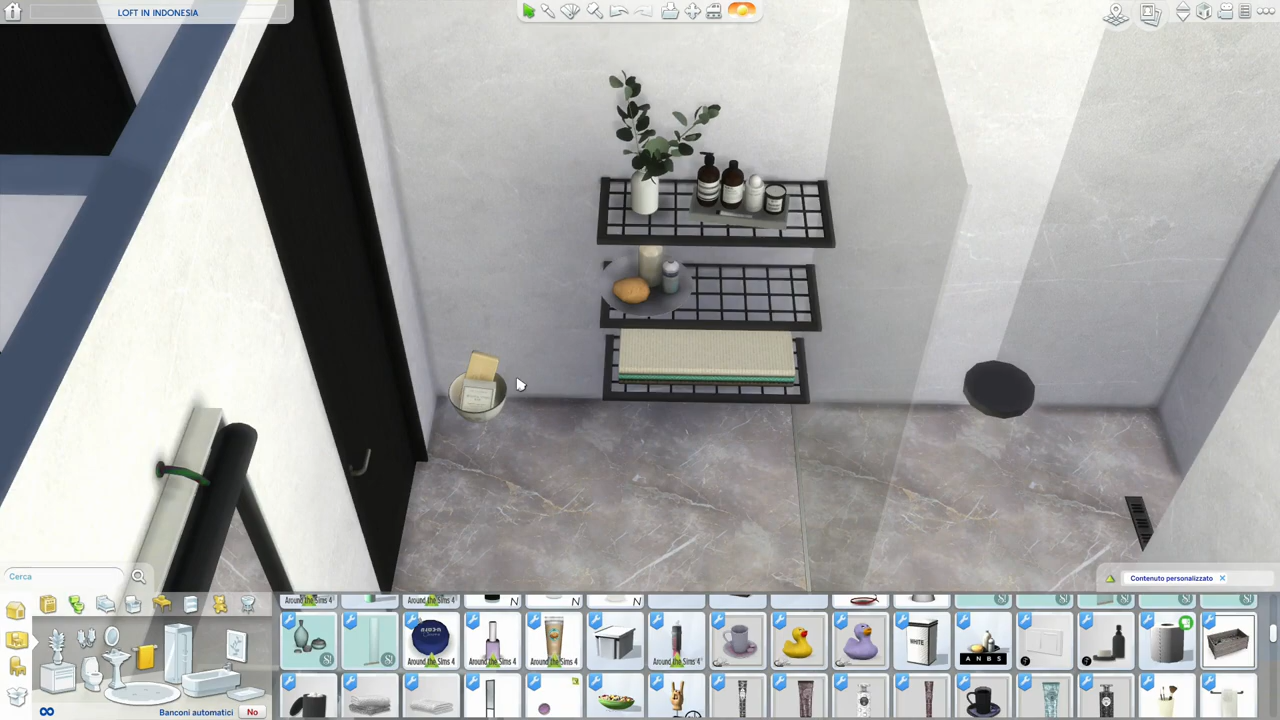 LOFT IN INDONESIA
Cerca
Contenuto personalizzato
Around the Sims 4
Around the Sims 4
N
N
N
Around the Sims 4
Around the Sims 4
Around the Sims 4
Around the Sims 4
WHITE
ANBS
Banconi automatici
No